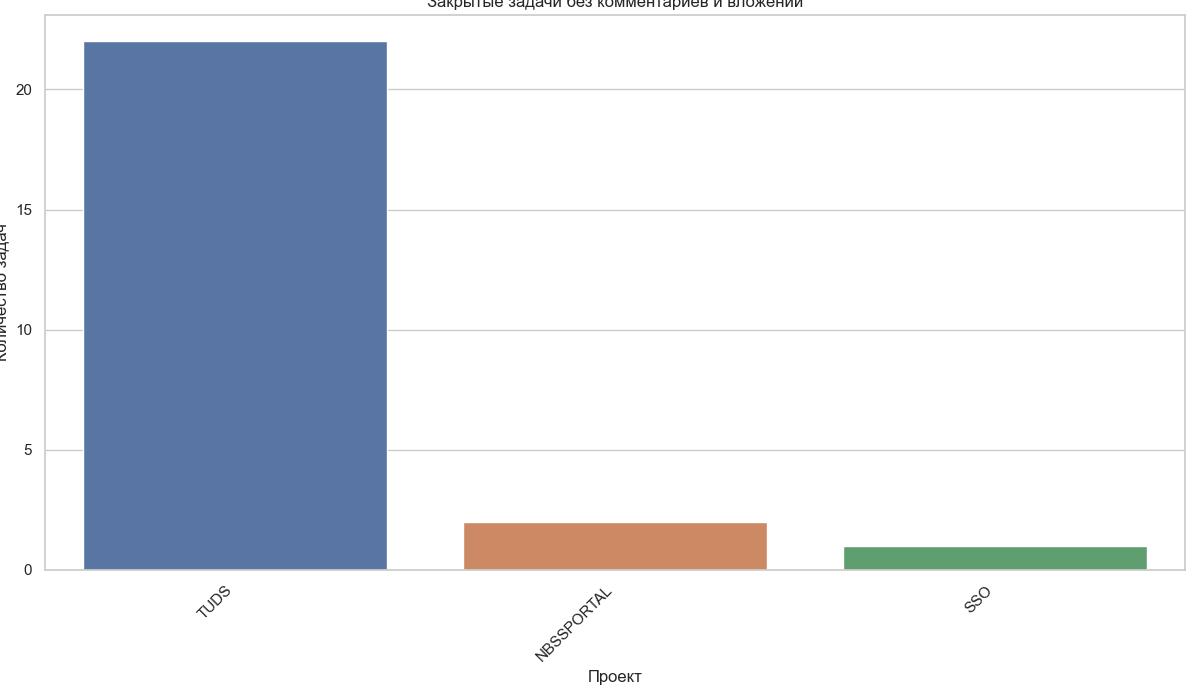 Закрытые задачи без комментариев и вложений
Количество задач
20
15
10
5
0
TUDS
NBSSPORTAL
SSO
Проект